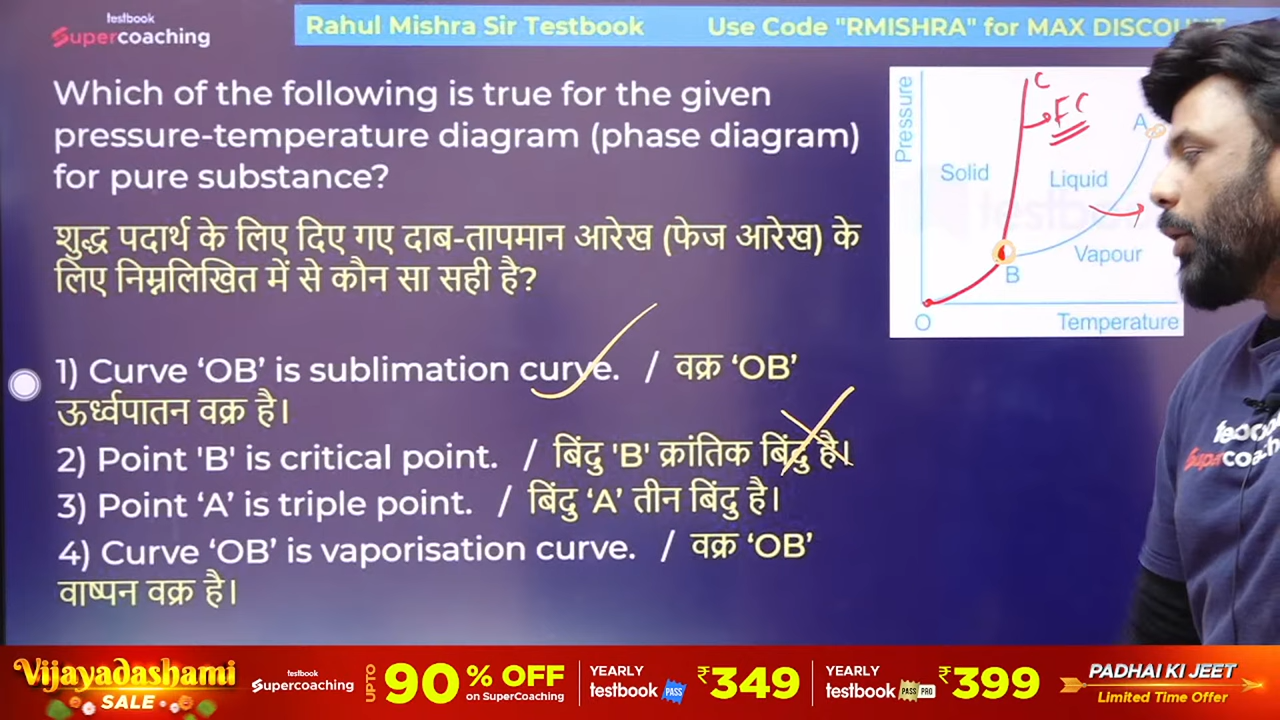 testbook
Supercoaching
Rahul Mishra Sir Testbook
Use Code "RMISHRA" for MAX DISCOUNT
Which of the following is true for the given
pressure-temperature diagram (phase diagram)
for pure substance?
शुद्ध पदार्थ के लिए दिए गए दाब-तापमान आरेख (फेज आरेख) के
लिए निम्नलिखित में से कौन सा सही है?
1) Curve ‘OB’ is sublimation curve. / वक्र ‘OB’
ऊर्ध्वपातन वक्र है।
2) Point 'B' is critical point. / बिंदु 'B' क्रांतिक बिंदु है।
3) Point ‘A’ is triple point. / बिंदु ‘A’ तीन बिंदु है।
4) Curve ‘OB’ is vaporisation curve. / वक्र ‘OB’
वाष्पन वक्र है।
Pressure
C
FC
A
Solid
Liquid
B
Vapour
O
Temperature
Vijayadashami
SALE
testbook
Supercoaching
UPTO
90 % OFF
on SuperCoaching
YEARLY
testbook PASS
₹349
YEARLY
testbook PASS PRO
₹399
PADHAI KI JEET
Limited Time Offer